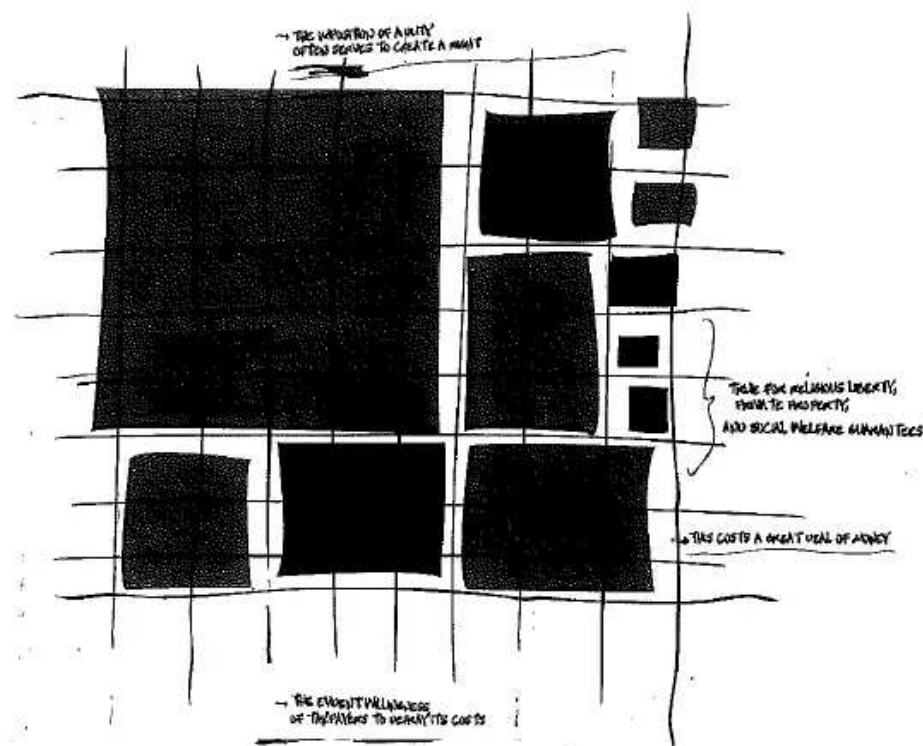 → THE IMPOSITION OF A DUTY
OFTEN SERVES TO CREATE A RIGHT
TRUE FOR RELIGIOUS LIBERTY,
PRIVATE PROPERTY,
AND SOCIAL WELFARE GUARANTEES
→ THIS COSTS A GREAT DEAL OF MONEY
→ THE EVIDENT WILLINGNESS
OF TAXPAYERS TO DEFRAY ITS COSTS